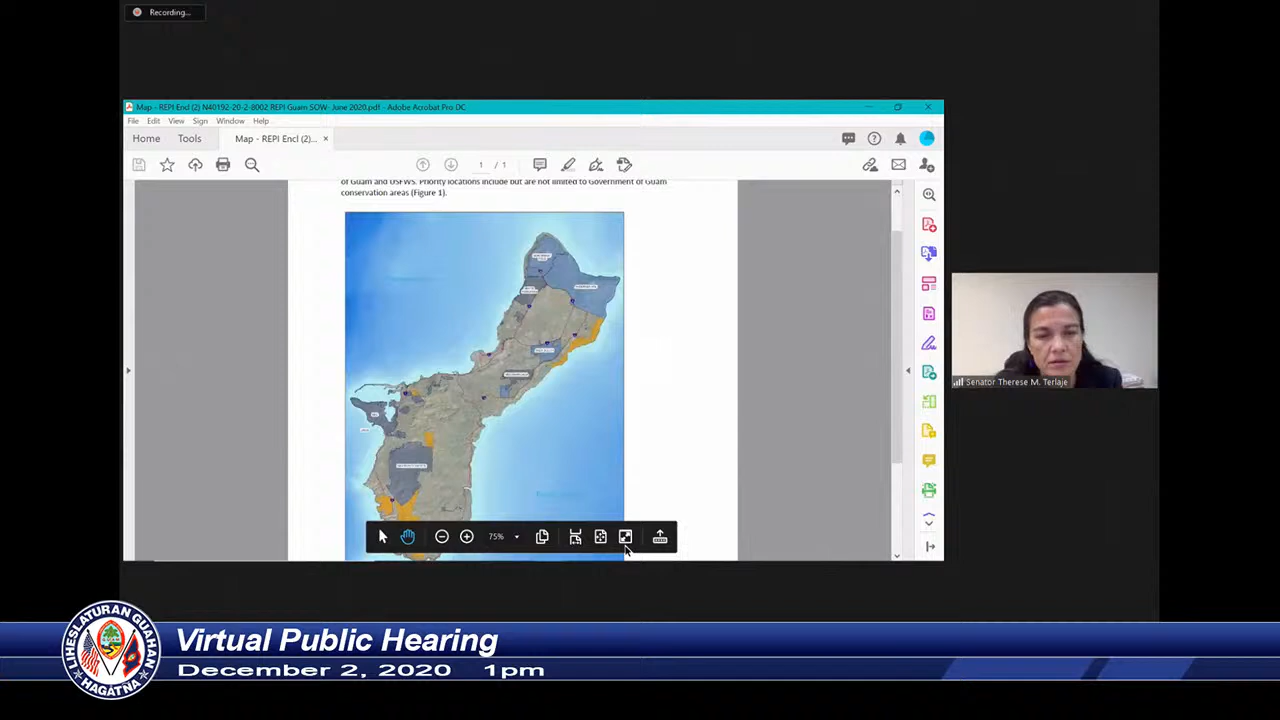 Recording...
Map - REPI Encl (2) N40192-20-2-8002 REPI Guam SOW- June 2020.pdf - Adobe Acrobat Pro DC
File Edit View Sign Window Help
Home Tools Map - REPI Encl (2)... ×
1 / 1
of Guam and USFWS. Priority locations include but are not limited to Government of Guam
conservation areas (Figure 1).
75%
Senator Therese M. Terlaje
LIHESLATURAN GUÅHAN
HAGÅTÑA
Virtual Public Hearing
December 2, 2020 1pm